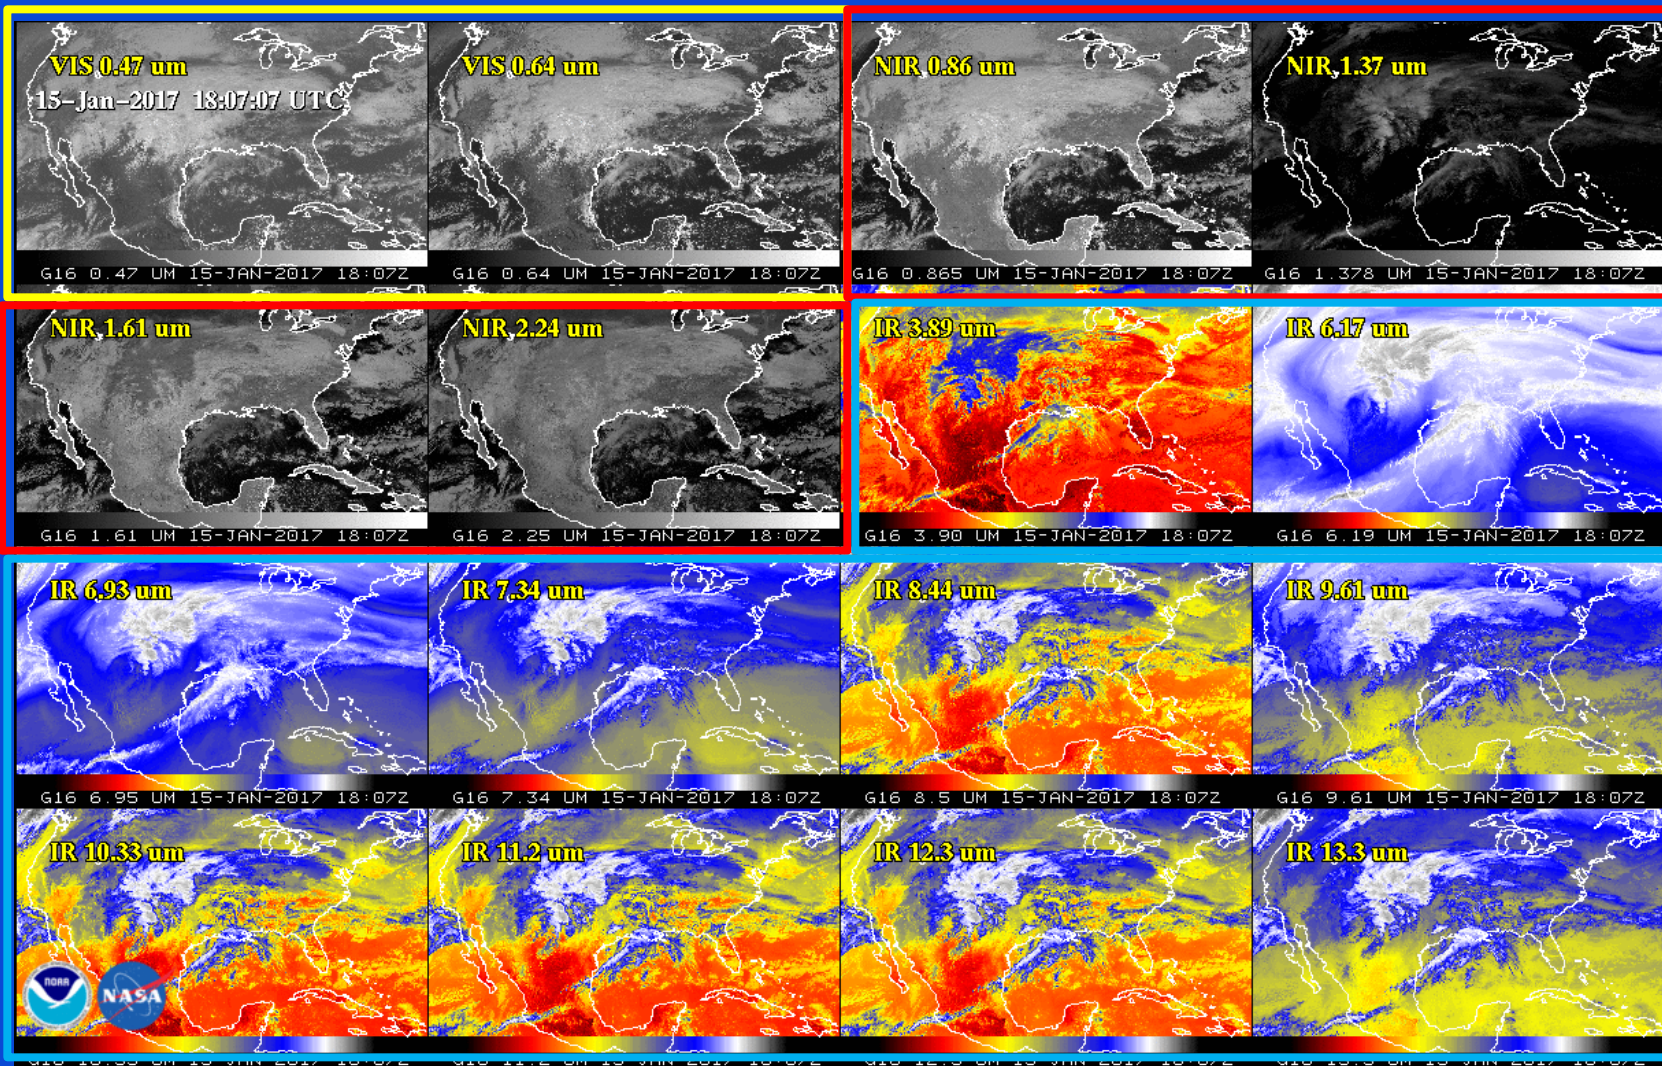 VIS 0.47 um
15-Jan-2017 18:07:07 UTC
VIS 0.64 um
NIR 0.86 um
NIR 1.37 um
G16 0.47 UM 15-JAN-2017 18:07Z
G16 0.64 UM 15-JAN-2017 18:07Z
G16 0.865 UM 15-JAN-2017 18:07Z
G16 1.378 UM 15-JAN-2017 18:07Z
NIR 1.61 um
NIR 2.24 um
IR 3.89 um
IR 6.17 um
G16 1.61 UM 15-JAN-2017 18:07Z
G16 2.25 UM 15-JAN-2017 18:07Z
G16 3.90 UM 15-JAN-2017 18:07Z
G16 6.19 UM 15-JAN-2017 18:07Z
IR 6.93 um
IR 7.34 um
IR 8.44 um
IR 9.61 um
G16 6.95 UM 15-JAN-2017 18:07Z
G16 7.34 UM 15-JAN-2017 18:07Z
G16 8.5 UM 15-JAN-2017 18:07Z
G16 9.61 UM 15-JAN-2017 18:07Z
IR 10.33 um
IR 11.2 um
IR 12.3 um
IR 13.3 um
NOAA
NASA